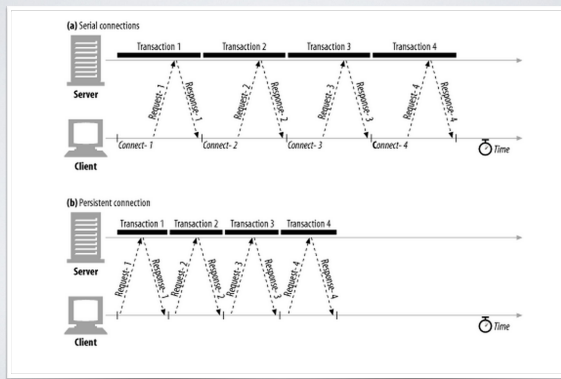 (a) Serial connections
Transaction 1 Transaction 2 Transaction 3 Transaction 4
Server
Request- 1 Response- 1 Request- 2 Response- 2 Request- 3 Response- 3 Request- 4 Response- 4
Connect- 1 Connect- 2 Connect- 3 Connect- 4
Client
Time
(b) Persistent connection
Transaction 1 Transaction 2 Transaction 3 Transaction 4
Server
Request- 1 Response- 1 Request- 2 Response- 2 Request- 3 Response- 3 Request- 4 Response- 4
Client
Time